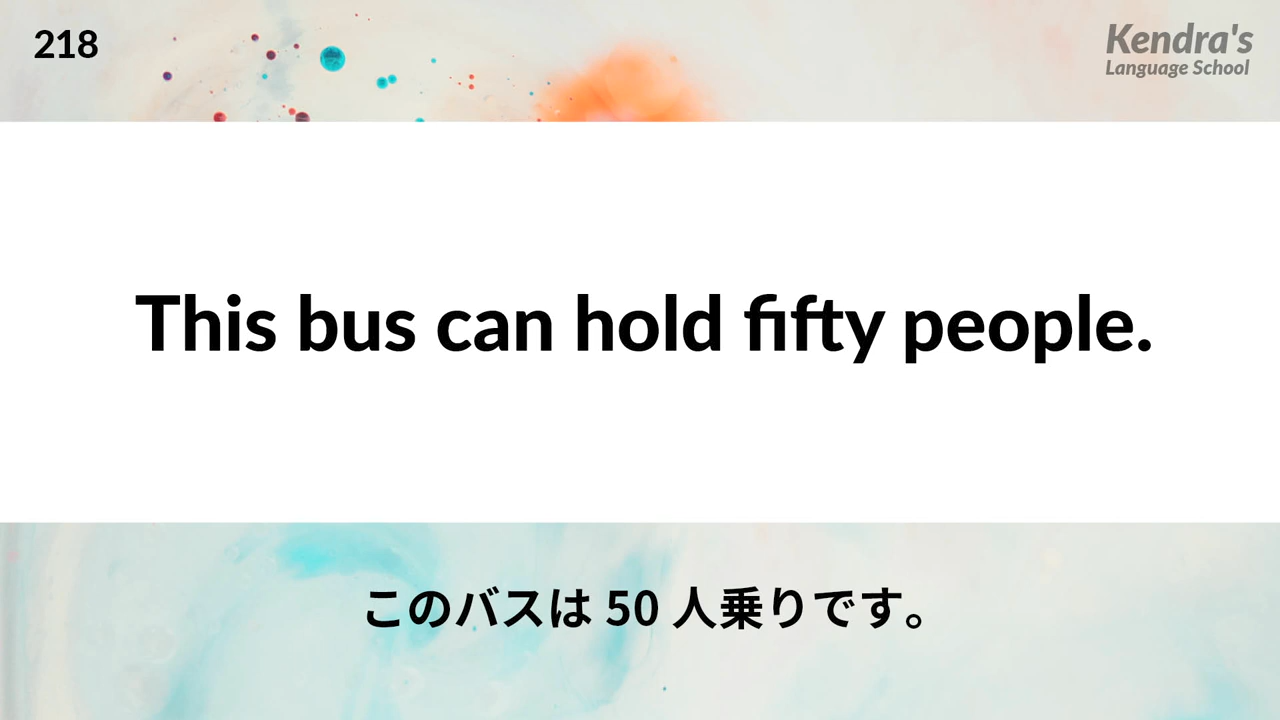 218
Kendra's
Language School
This bus can hold fifty people.
このバスは 50 人乗りです。